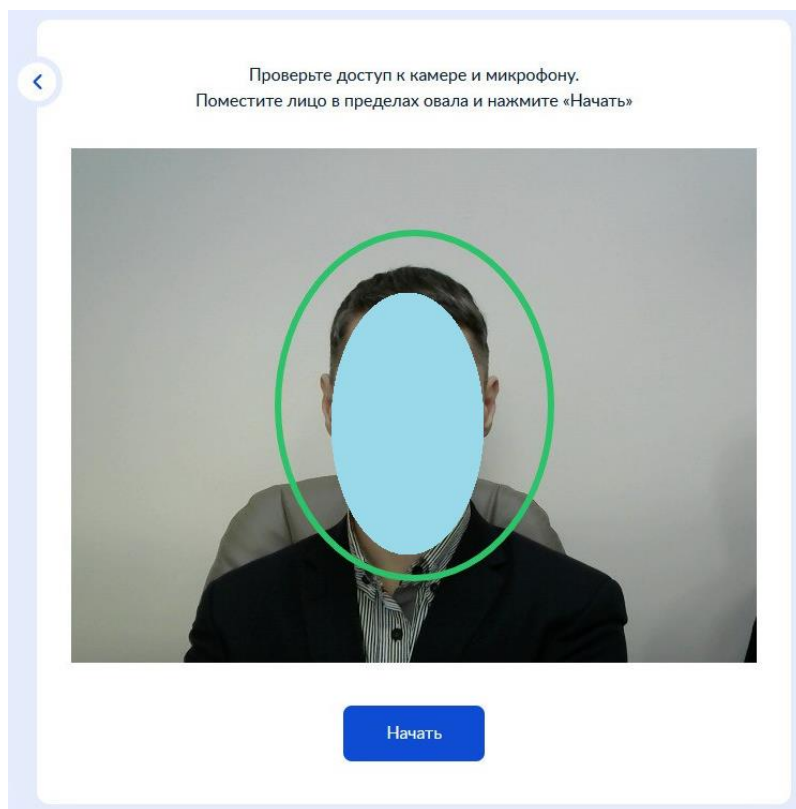 Проверьте доступ к камере и микрофону.
Поместите лицо в пределах овала и нажмите «Начать»
Начать